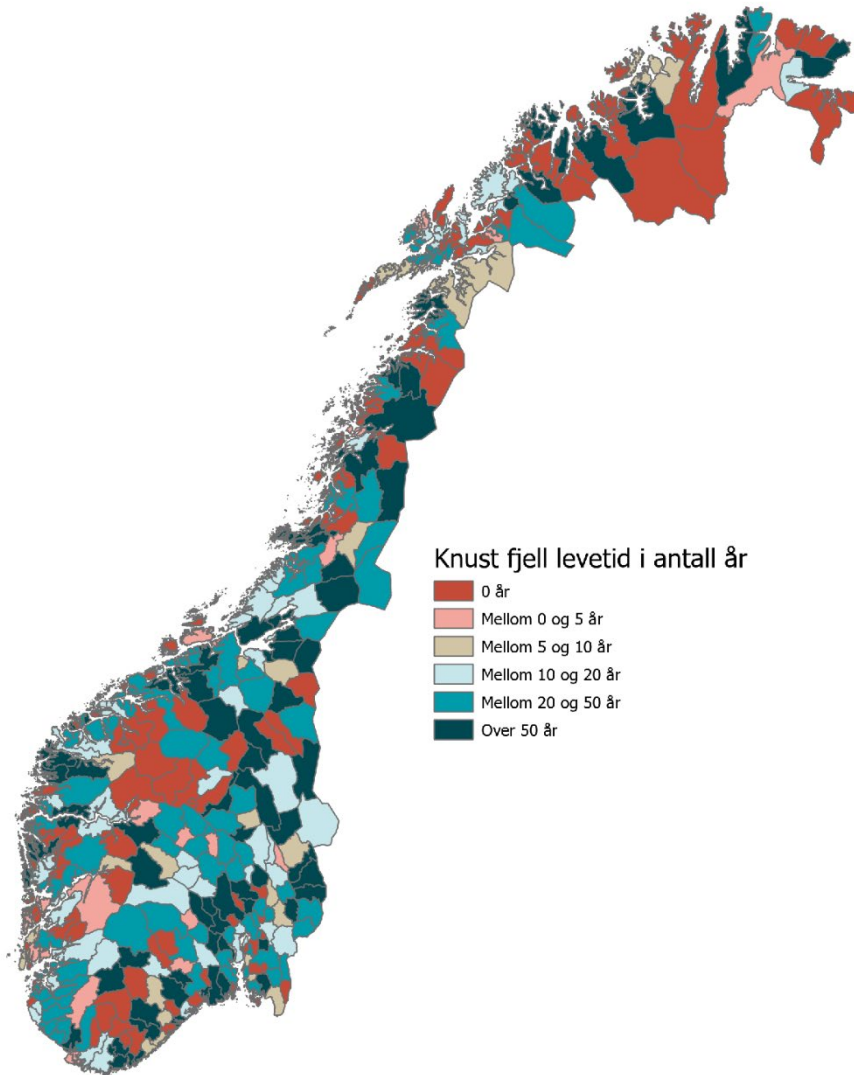 Knust fjell levetid i antall år
0 år
Mellom 0 og 5 år
Mellom 5 og 10 år
Mellom 10 og 20 år
Mellom 20 og 50 år
Over 50 år